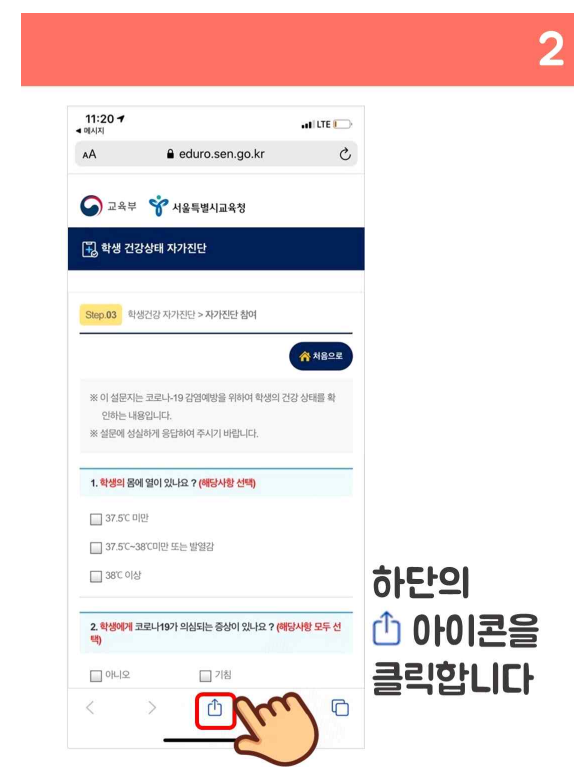 2
11:20
◀ 메시지
LTE
AA eduro.sen.go.kr
교육부 서울특별시교육청
학생 건강상태 자가진단
Step.03 학생건강 자가진단 > 자가진단 참여
처음으로
※ 이 설문지는 코로나-19 감염예방을 위하여 학생의 건강 상태를 확
인하는 내용입니다.
※ 설문에 성실하게 응답하여 주시기 바랍니다.
1. 학생의 몸에 열이 있나요 ? (해당사항 선택)
37.5℃ 미만
37.5℃~38℃미만 또는 발열감
38℃ 이상
2. 학생에게 코로나19가 의심되는 증상이 있나요 ? (해당사항 모두 선
택)
아니오 기침
하단의
아이콘을
클릭합니다